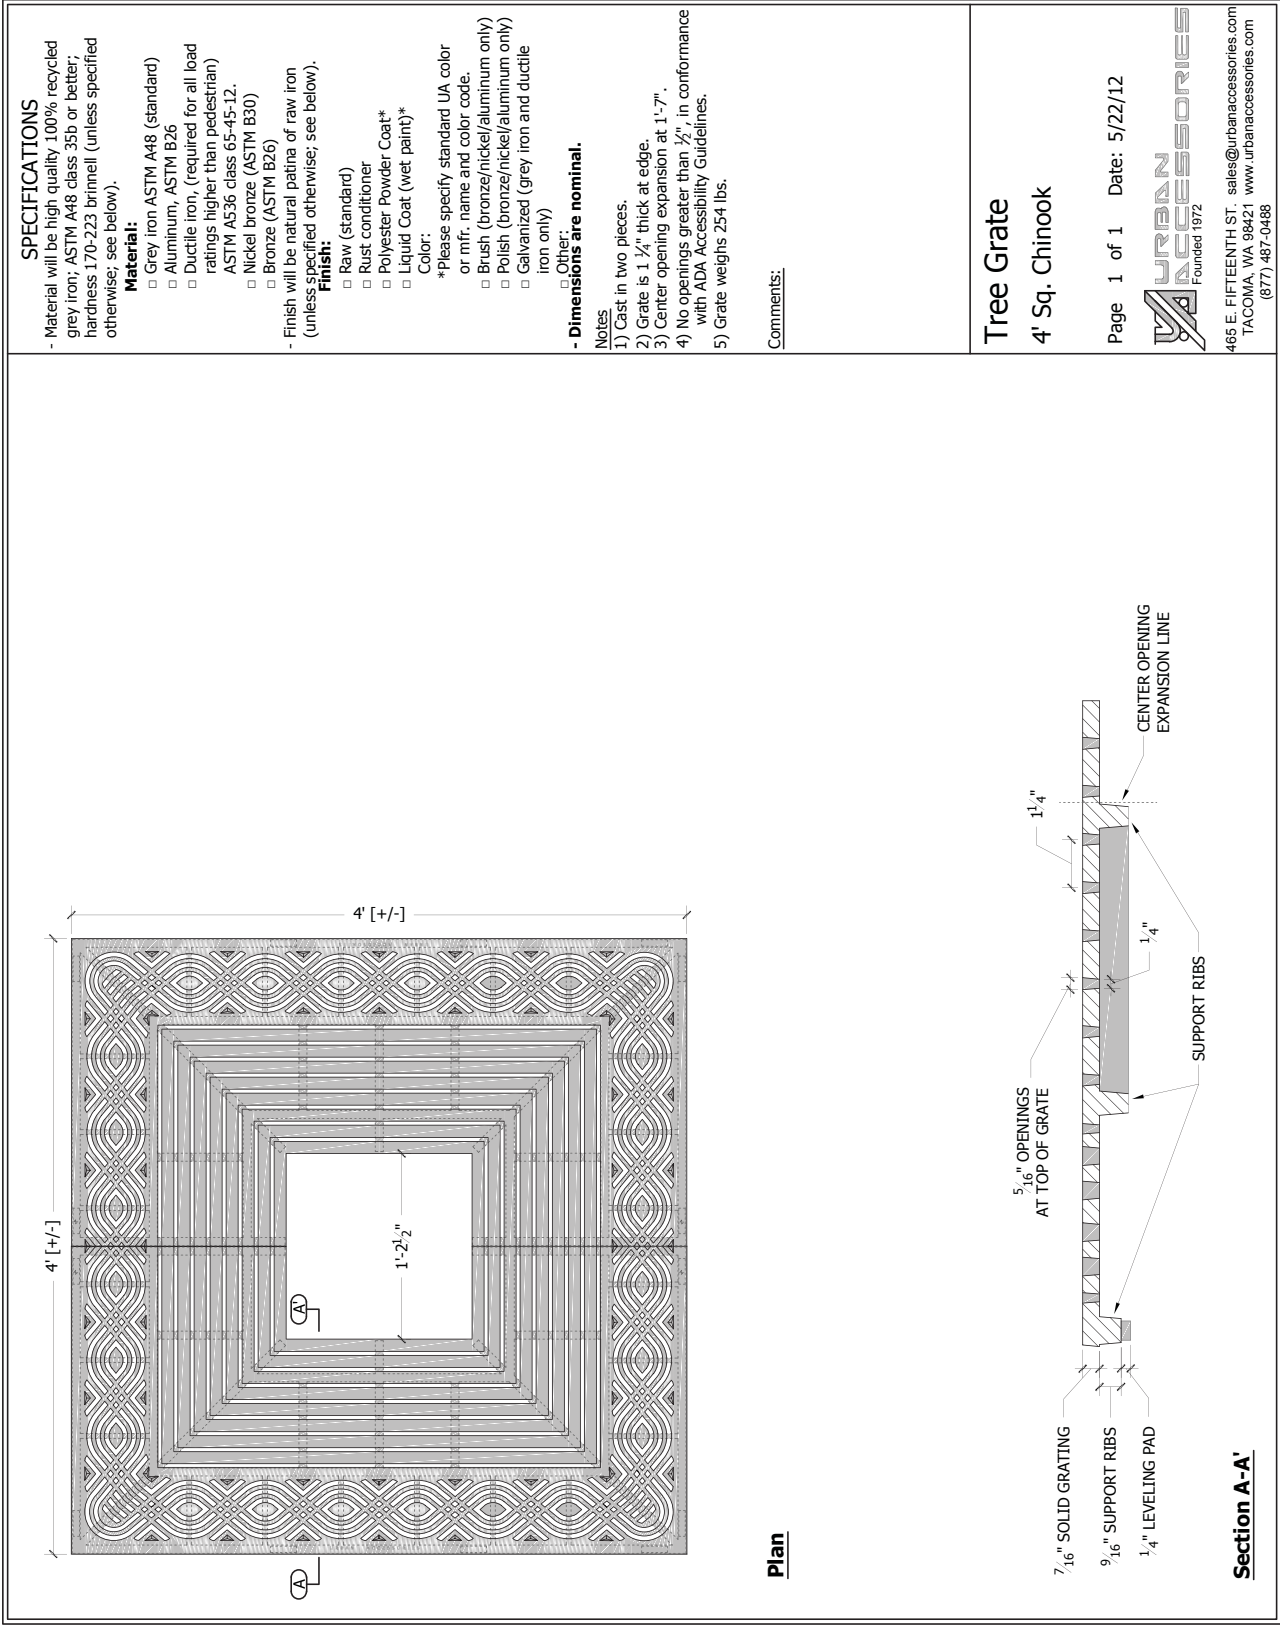 SPECIFICATIONS
- Material will be high quality 100% recycled
grey iron; ASTM A48 class 35b or better;
hardness 170-223 brinnell (unless specified
otherwise; see below).
Material:
□ Grey iron ASTM A48 (standard)
□ Aluminum, ASTM B26
□ Ductile iron, (required for all load
ratings higher than pedestrian)
ASTM A536 class 65-45-12.
□ Nickel bronze (ASTM B30)
□ Bronze (ASTM B26)
- Finish will be natural patina of raw iron
(unless specified otherwise; see below).
Finish:
□ Raw (standard)
□ Rust conditioner
□ Polyester Powder Coat*
□ Liquid Coat (wet paint)*
Color:
*Please specify standard UA color
or mfr. name and color code.
□ Brush (bronze/nickel/aluminum only)
□ Polish (bronze/nickel/aluminum only)
□ Galvanized (grey iron and ductile
iron only)
□ Other:
- Dimensions are nominal.
Notes
1) Cast in two pieces.
2) Grate is 1 1/4" thick at edge.
3) Center opening expansion at 1'-7".
4) No openings greater than 1/2", in conformance
with ADA Accessibility Guidelines.
5) Grate weighs 254 lbs.
Comments:
Tree Grate
4' Sq. Chinook
Page 1 of 1 Date: 5/22/12
UA URBAN
ACCESSORIES
Founded 1972
465 E. FIFTEENTH ST. sales@urbanaccessories.com
TACOMA, WA 98421 www.urbanaccessories.com
(877) 487-0488
4' [+/-]
4' [+/-]
1'-2 1/2"
A
A'
Plan
5/16" OPENINGS
AT TOP OF GRATE
1 1/4"
1/4"
CENTER OPENING
EXPANSION LINE
SUPPORT RIBS
7/16" SOLID GRATING
9/16" SUPPORT RIBS
1/4" LEVELING PAD
Section A-A'